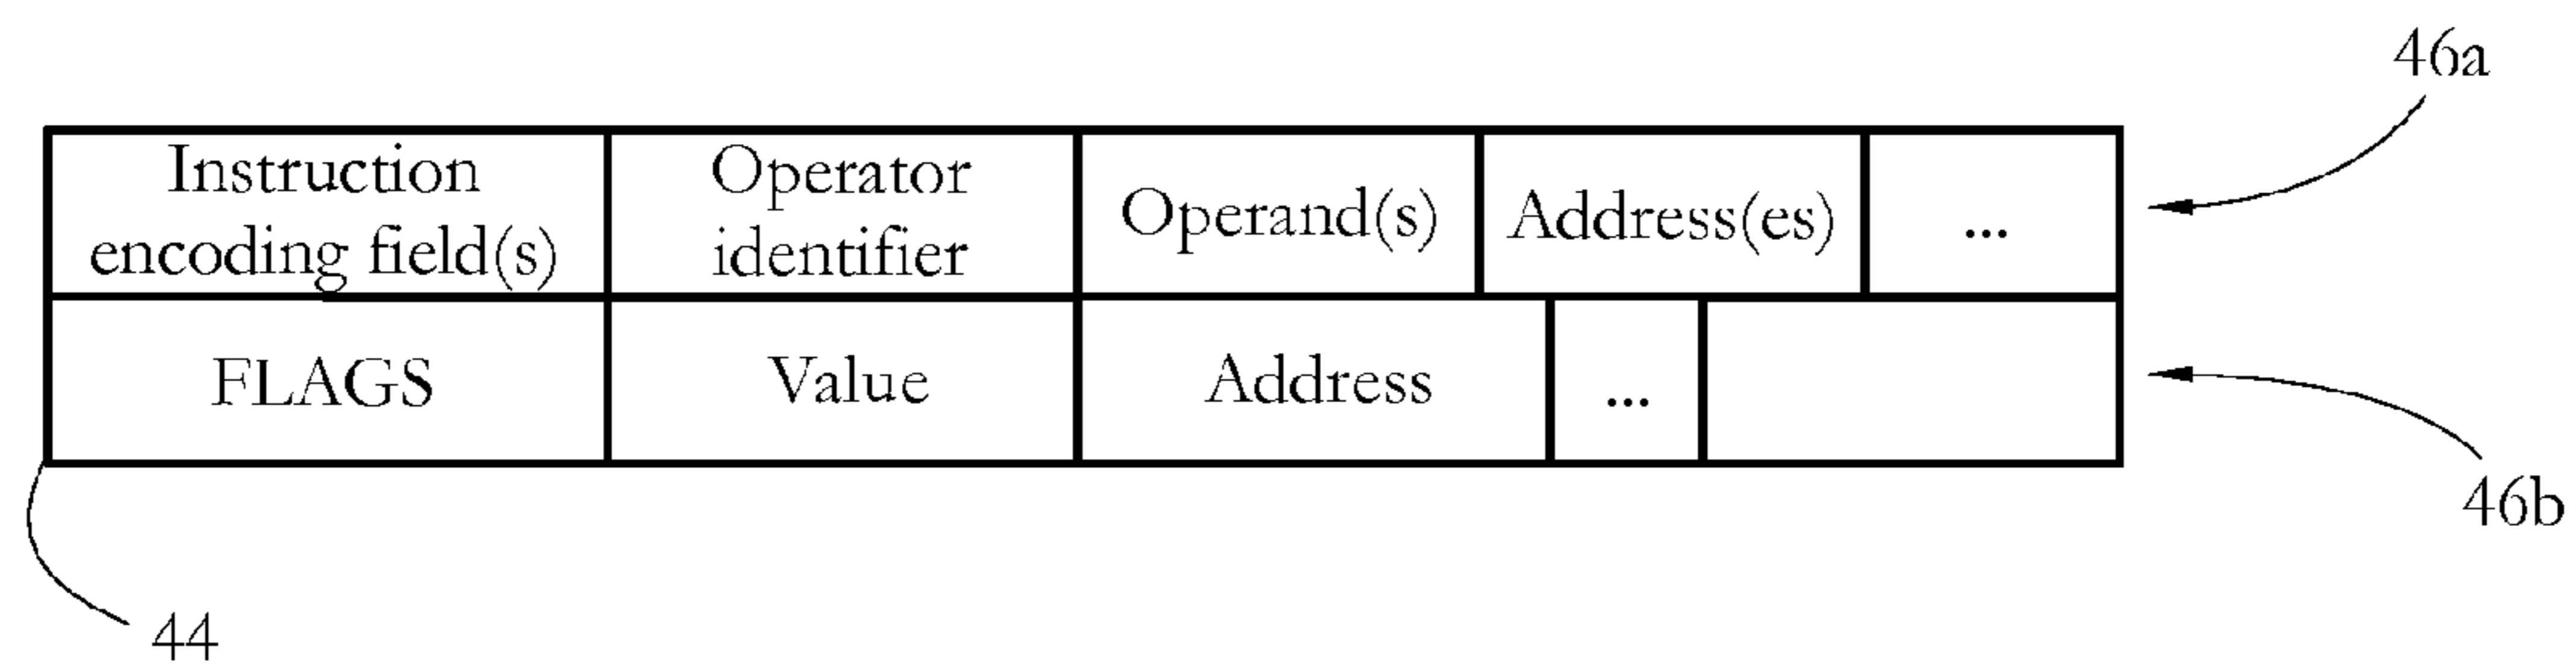 46a
Instruction
encoding field(s)
Operator
identifier
Operand(s)
Address(es)
...
FLAGS
Value
Address
...
46b
44